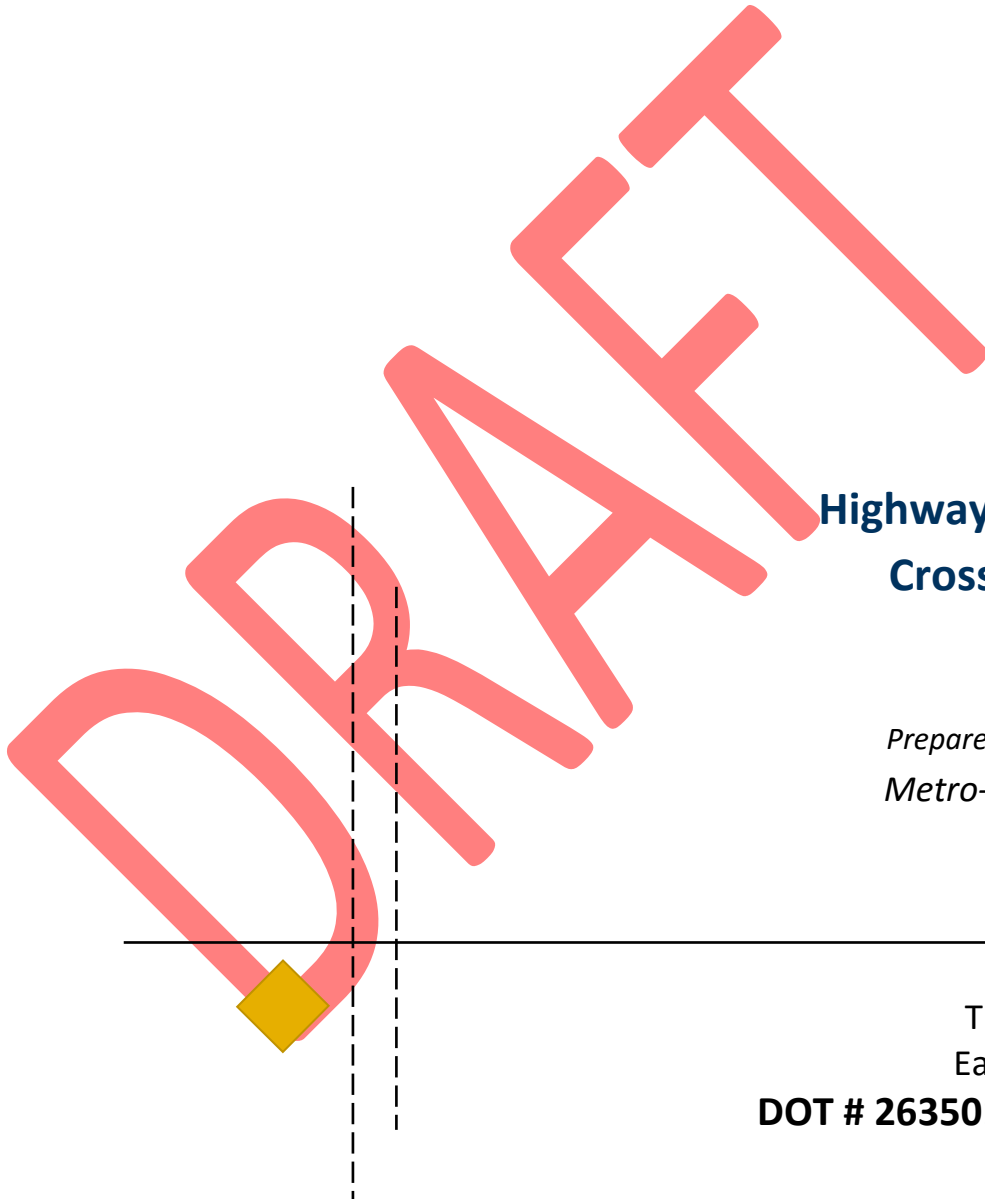 DRAFT
Highway
Cross
Prepare
Metro-
T
Ea
DOT # 26350